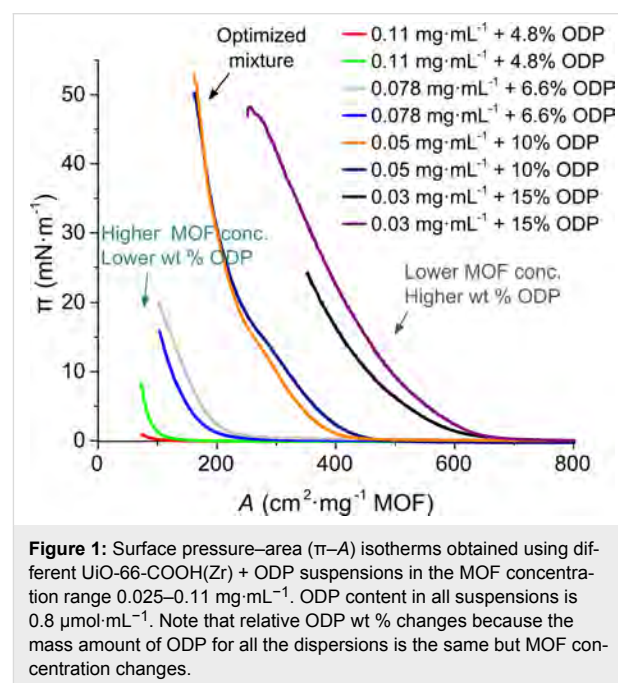 Optimized
mixture
0.11 mg·mL⁻¹ + 4.8% ODP
0.11 mg·mL⁻¹ + 4.8% ODP
0.078 mg·mL⁻¹ + 6.6% ODP
0.078 mg·mL⁻¹ + 6.6% ODP
0.05 mg·mL⁻¹ + 10% ODP
0.05 mg·mL⁻¹ + 10% ODP
0.03 mg·mL⁻¹ + 15% ODP
0.03 mg·mL⁻¹ + 15% ODP
Higher MOF conc.
Lower wt % ODP
Lower MOF conc.
Higher wt % ODP
π (mN·m⁻¹)
50
40
30
20
10
0
0 200 400 600 800
A (cm²·mg⁻¹ MOF)
Figure 1: Surface pressure–area (π–A) isotherms obtained using dif-
ferent UiO-66-COOH(Zr) + ODP suspensions in the MOF concentra-
tion range 0.025–0.11 mg·mL⁻¹. ODP content in all suspensions is
0.8 μmol·mL⁻¹. Note that relative ODP wt % changes because the
mass amount of ODP for all the dispersions is the same but MOF con-
centration changes.